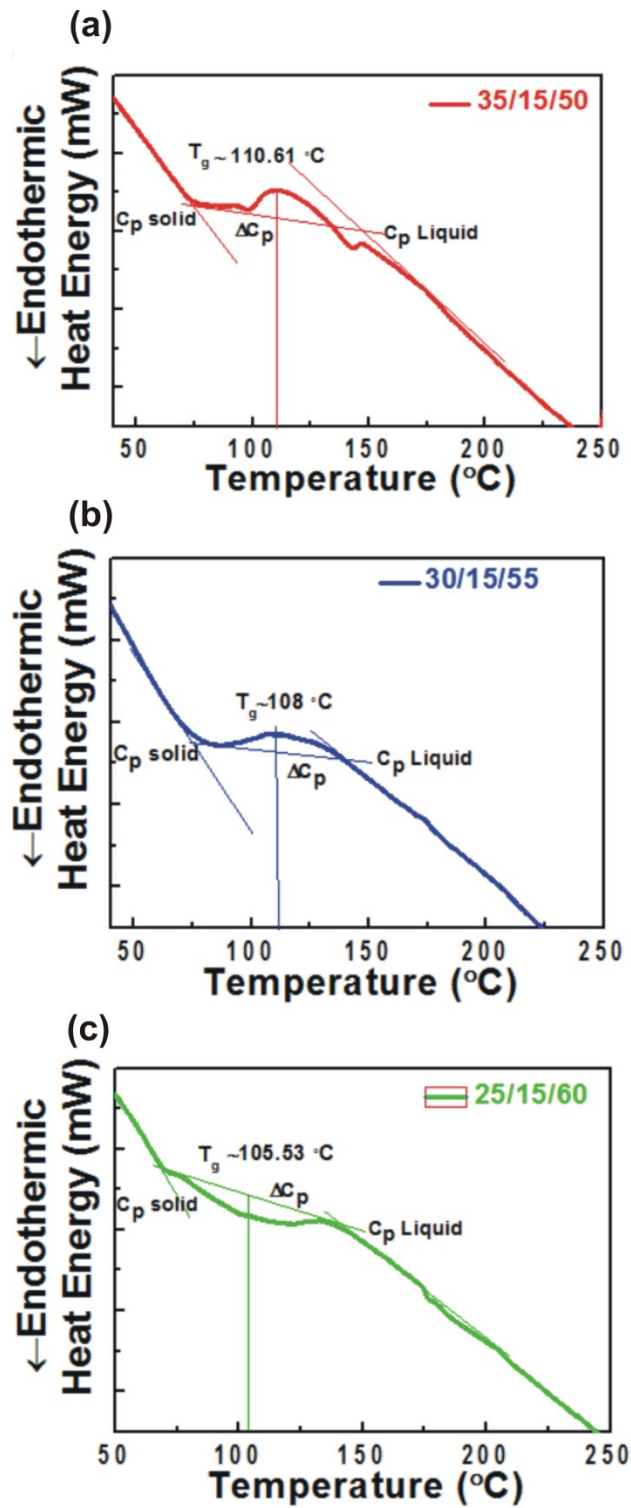 (a)
35/15/50
Tg ~ 110.61 °C
Cp solid
ΔCp
Cp Liquid
←Endothermic
Heat Energy (mW)
50 100 150 200 250
Temperature (°C)
(b)
30/15/55
Tg~108 °C
Cp solid
ΔCp
Cp Liquid
←Endothermic
Heat Energy (mW)
50 100 150 200 250
Temperature (°C)
(c)
25/15/60
Tg ~105.53 °C
ΔCp
Cp solid
Cp Liquid
←Endothermic
Heat Energy (mW)
50 100 150 200 250
Temperature (°C)